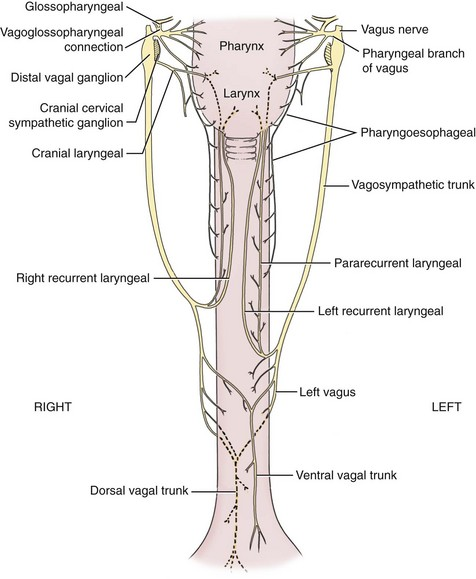 Glossopharyngeal
Vagoglossopharyngeal
connection
Distal vagal ganglion
Cranial cervical
sympathetic ganglion
Cranial laryngeal
Pharynx
Larynx
Vagus nerve
Pharyngeal branch
of vagus
Pharyngoesophageal
Vagosympathetic trunk
Right recurrent laryngeal
Pararecurrent laryngeal
Left recurrent laryngeal
Left vagus
RIGHT
LEFT
Ventral vagal trunk
Dorsal vagal trunk